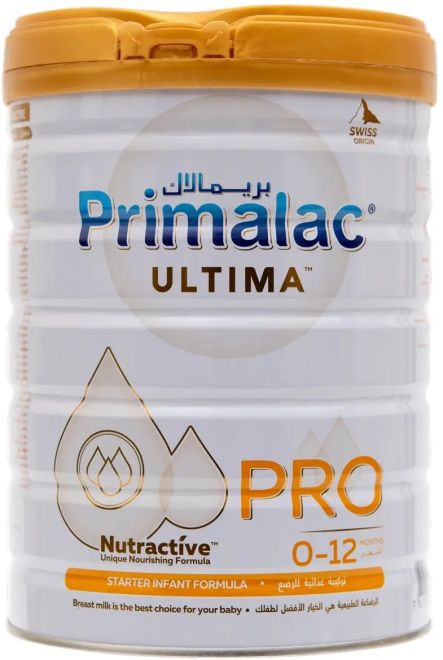 SWISS
ORIGIN
بريمالاك
Primalac®
ULTIMA™
PRO
0-12 MONTHS
أشهر
Nutractive™
Unique Nourishing Formula
STARTER INFANT FORMULA • تركيبة غذائية للرضع
Breast milk is the best choice for your baby • الرضاعة الطبيعية هي الخيار الأفضل لطفلك